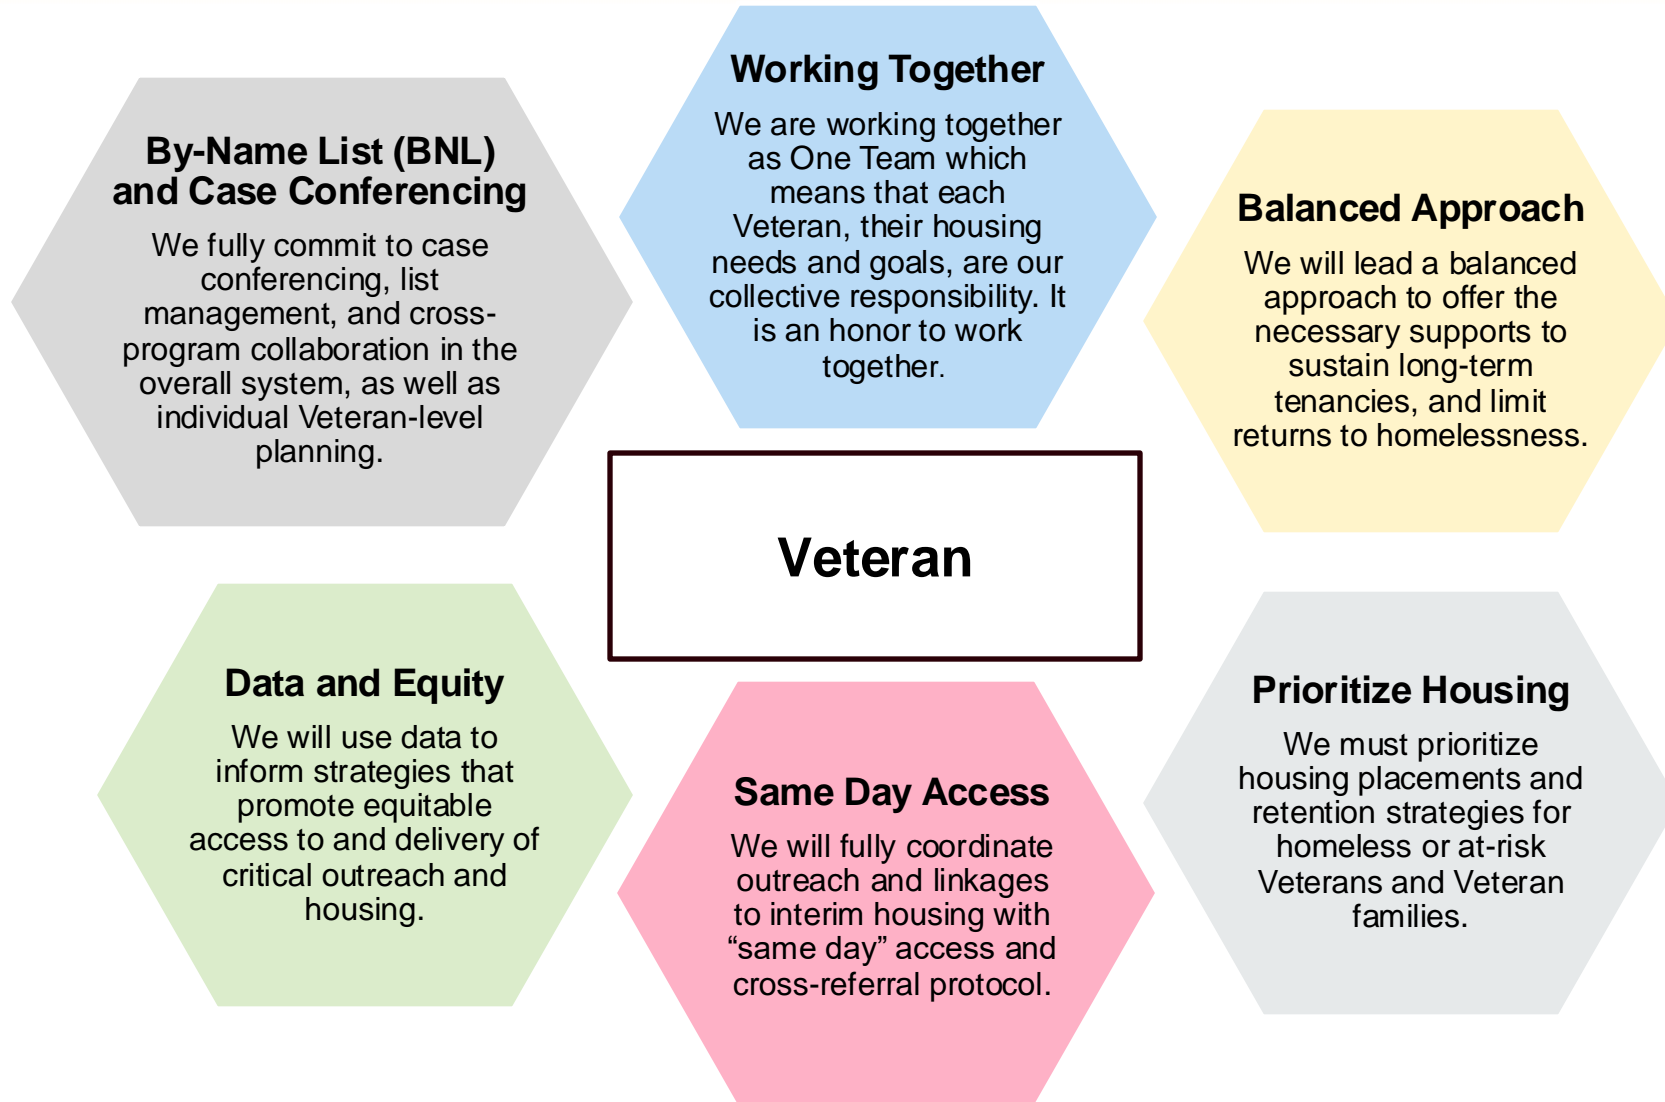 By-Name List (BNL)
and Case Conferencing
We fully commit to case
conferencing, list
management, and cross-
program collaboration in the
overall system, as well as
individual Veteran-level
planning.
Working Together
We are working together
as One Team which
means that each
Veteran, their housing
needs and goals, are our
collective responsibility. It
is an honor to work
together.
Balanced Approach
We will lead a balanced
approach to offer the
necessary supports to
sustain long-term
tenancies, and limit
returns to homelessness.
Veteran
Data and Equity
We will use data to
inform strategies that
promote equitable
access to and delivery of
critical outreach and
housing.
Same Day Access
We will fully coordinate
outreach and linkages
to interim housing with
“same day” access and
cross-referral protocol.
Prioritize Housing
We must prioritize
housing placements and
retention strategies for
homeless or at-risk
Veterans and Veteran
families.